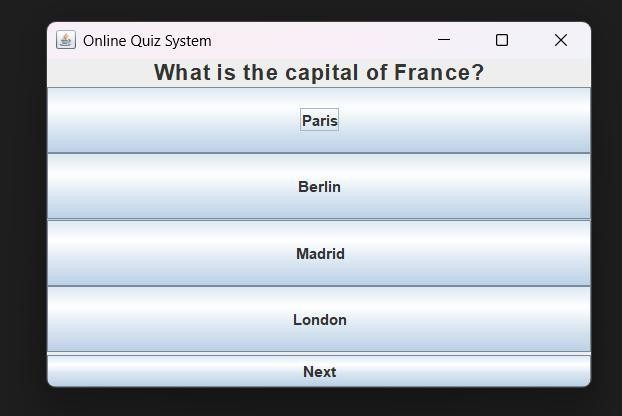 Online Quiz System
What is the capital of France?
Paris
Berlin
Madrid
London
Next